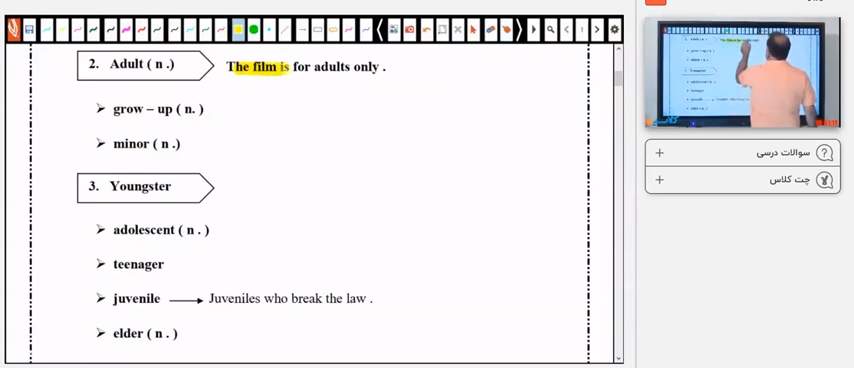 2. Adult ( n .)
The film is for adults only .
➢ grow – up ( n. )
➢ minor ( n .)
3. Youngster
➢ adolescent ( n . )
➢ teenager
➢ juvenile → Juveniles who break the law .
➢ elder ( n . )
سوالات درسی
چت کلاس